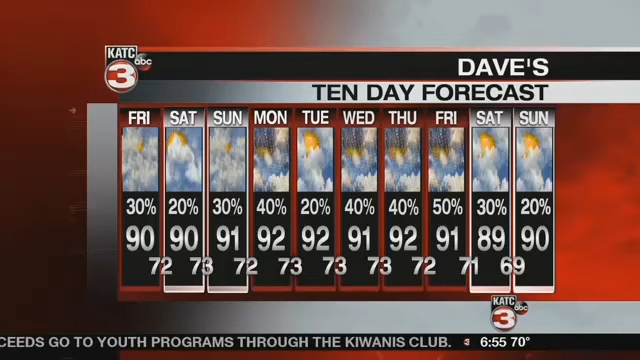 KATC
3 abc
DAVE'S
TEN DAY FORECAST
FRI SAT SUN MON TUE WED THU FRI SAT SUN
30% 20% 30% 40% 20% 40% 40% 50% 30% 20%
90 90 91 92 92 91 92 91 89 90
72 73 72 73 73 73 72 71 69
KATC
3 abc
CEEDS GO TO YOUTH PROGRAMS THROUGH THE KIWANIS CLUB. 3 6:55 70°